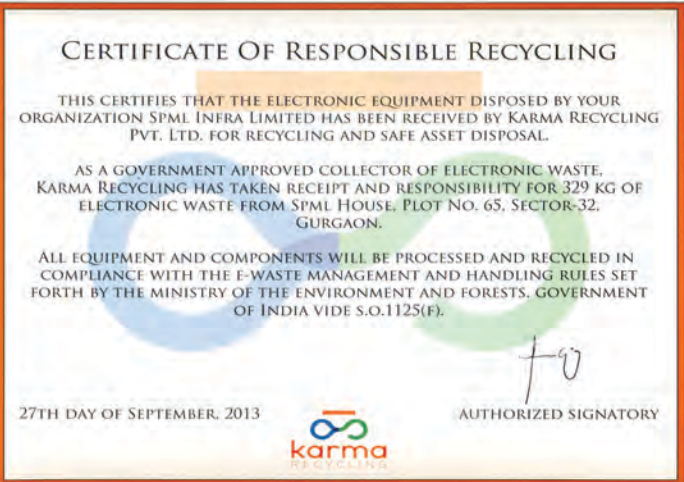 CERTIFICATE OF RESPONSIBLE RECYCLING
THIS CERTIFIES THAT THE ELECTRONIC EQUIPMENT DISPOSED BY YOUR
ORGANIZATION SPML INFRA LIMITED HAS BEEN RECEIVED BY KARMA RECYCLING
PVT. LTD. FOR RECYCLING AND SAFE ASSET DISPOSAL.
AS A GOVERNMENT APPROVED COLLECTOR OF ELECTRONIC WASTE,
KARMA RECYCLING HAS TAKEN RECEIPT AND RESPONSIBILITY FOR 329 KG OF
ELECTRONIC WASTE FROM SPML HOUSE, PLOT NO. 65, SECTOR-32,
GURGAON.
ALL EQUIPMENT AND COMPONENTS WILL BE PROCESSED AND RECYCLED IN
COMPLIANCE WITH THE E-WASTE MANAGEMENT AND HANDLING RULES SET
FORTH BY THE MINISTRY OF THE ENVIRONMENT AND FORESTS, GOVERNMENT
OF INDIA VIDE S.O.1125(F).
27TH DAY OF SEPTEMBER, 2013
AUTHORIZED SIGNATORY
karma
RECYCLING